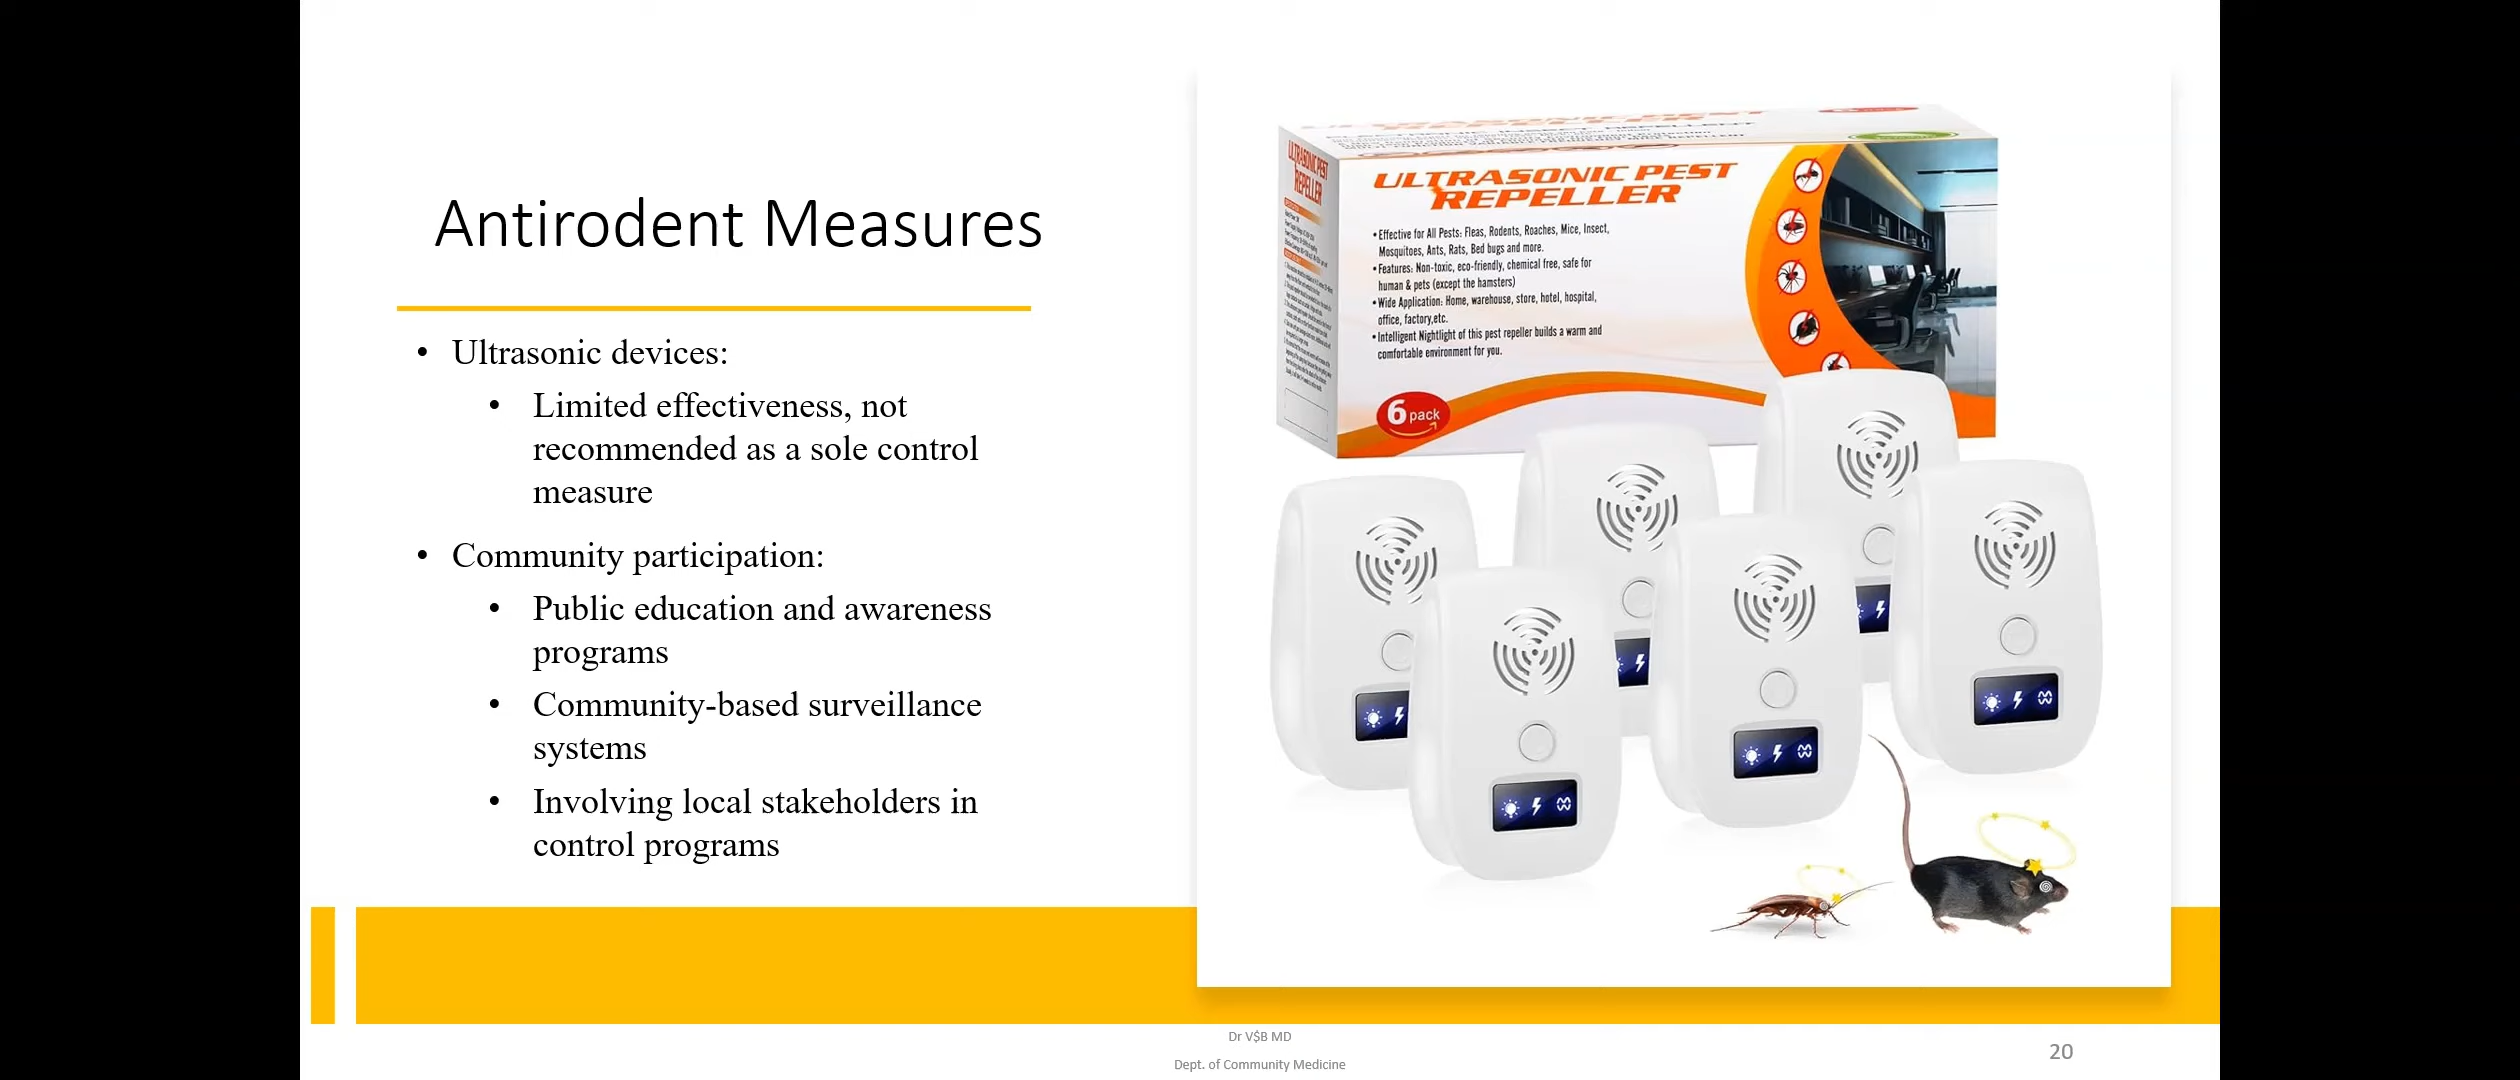 Antirodent Measures
• Ultrasonic devices:
• Limited effectiveness, not
recommended as a sole control
measure
• Community participation:
• Public education and awareness
programs
• Community-based surveillance
systems
• Involving local stakeholders in
control programs
ULTRASONIC PEST
REPELLER
ULTRASONIC PEST
REPELLER
• Effective for All Pests: Fleas, Rodents, Roaches, Mice, Insect,
Mosquitoes, Ants, Rats, Bed bugs and more.
• Features: Non-toxic, eco-friendly, chemical free, safe for
human & pets (except the hamsters)
• Wide Application: Home, warehouse, store, hotel, hospital,
office, factory,etc.
• Intelligent Nightlight of this pest repeller builds a warm and
comfortable environment for you.
6 pack
Dr V$B MD
Dept. of Community Medicine
20